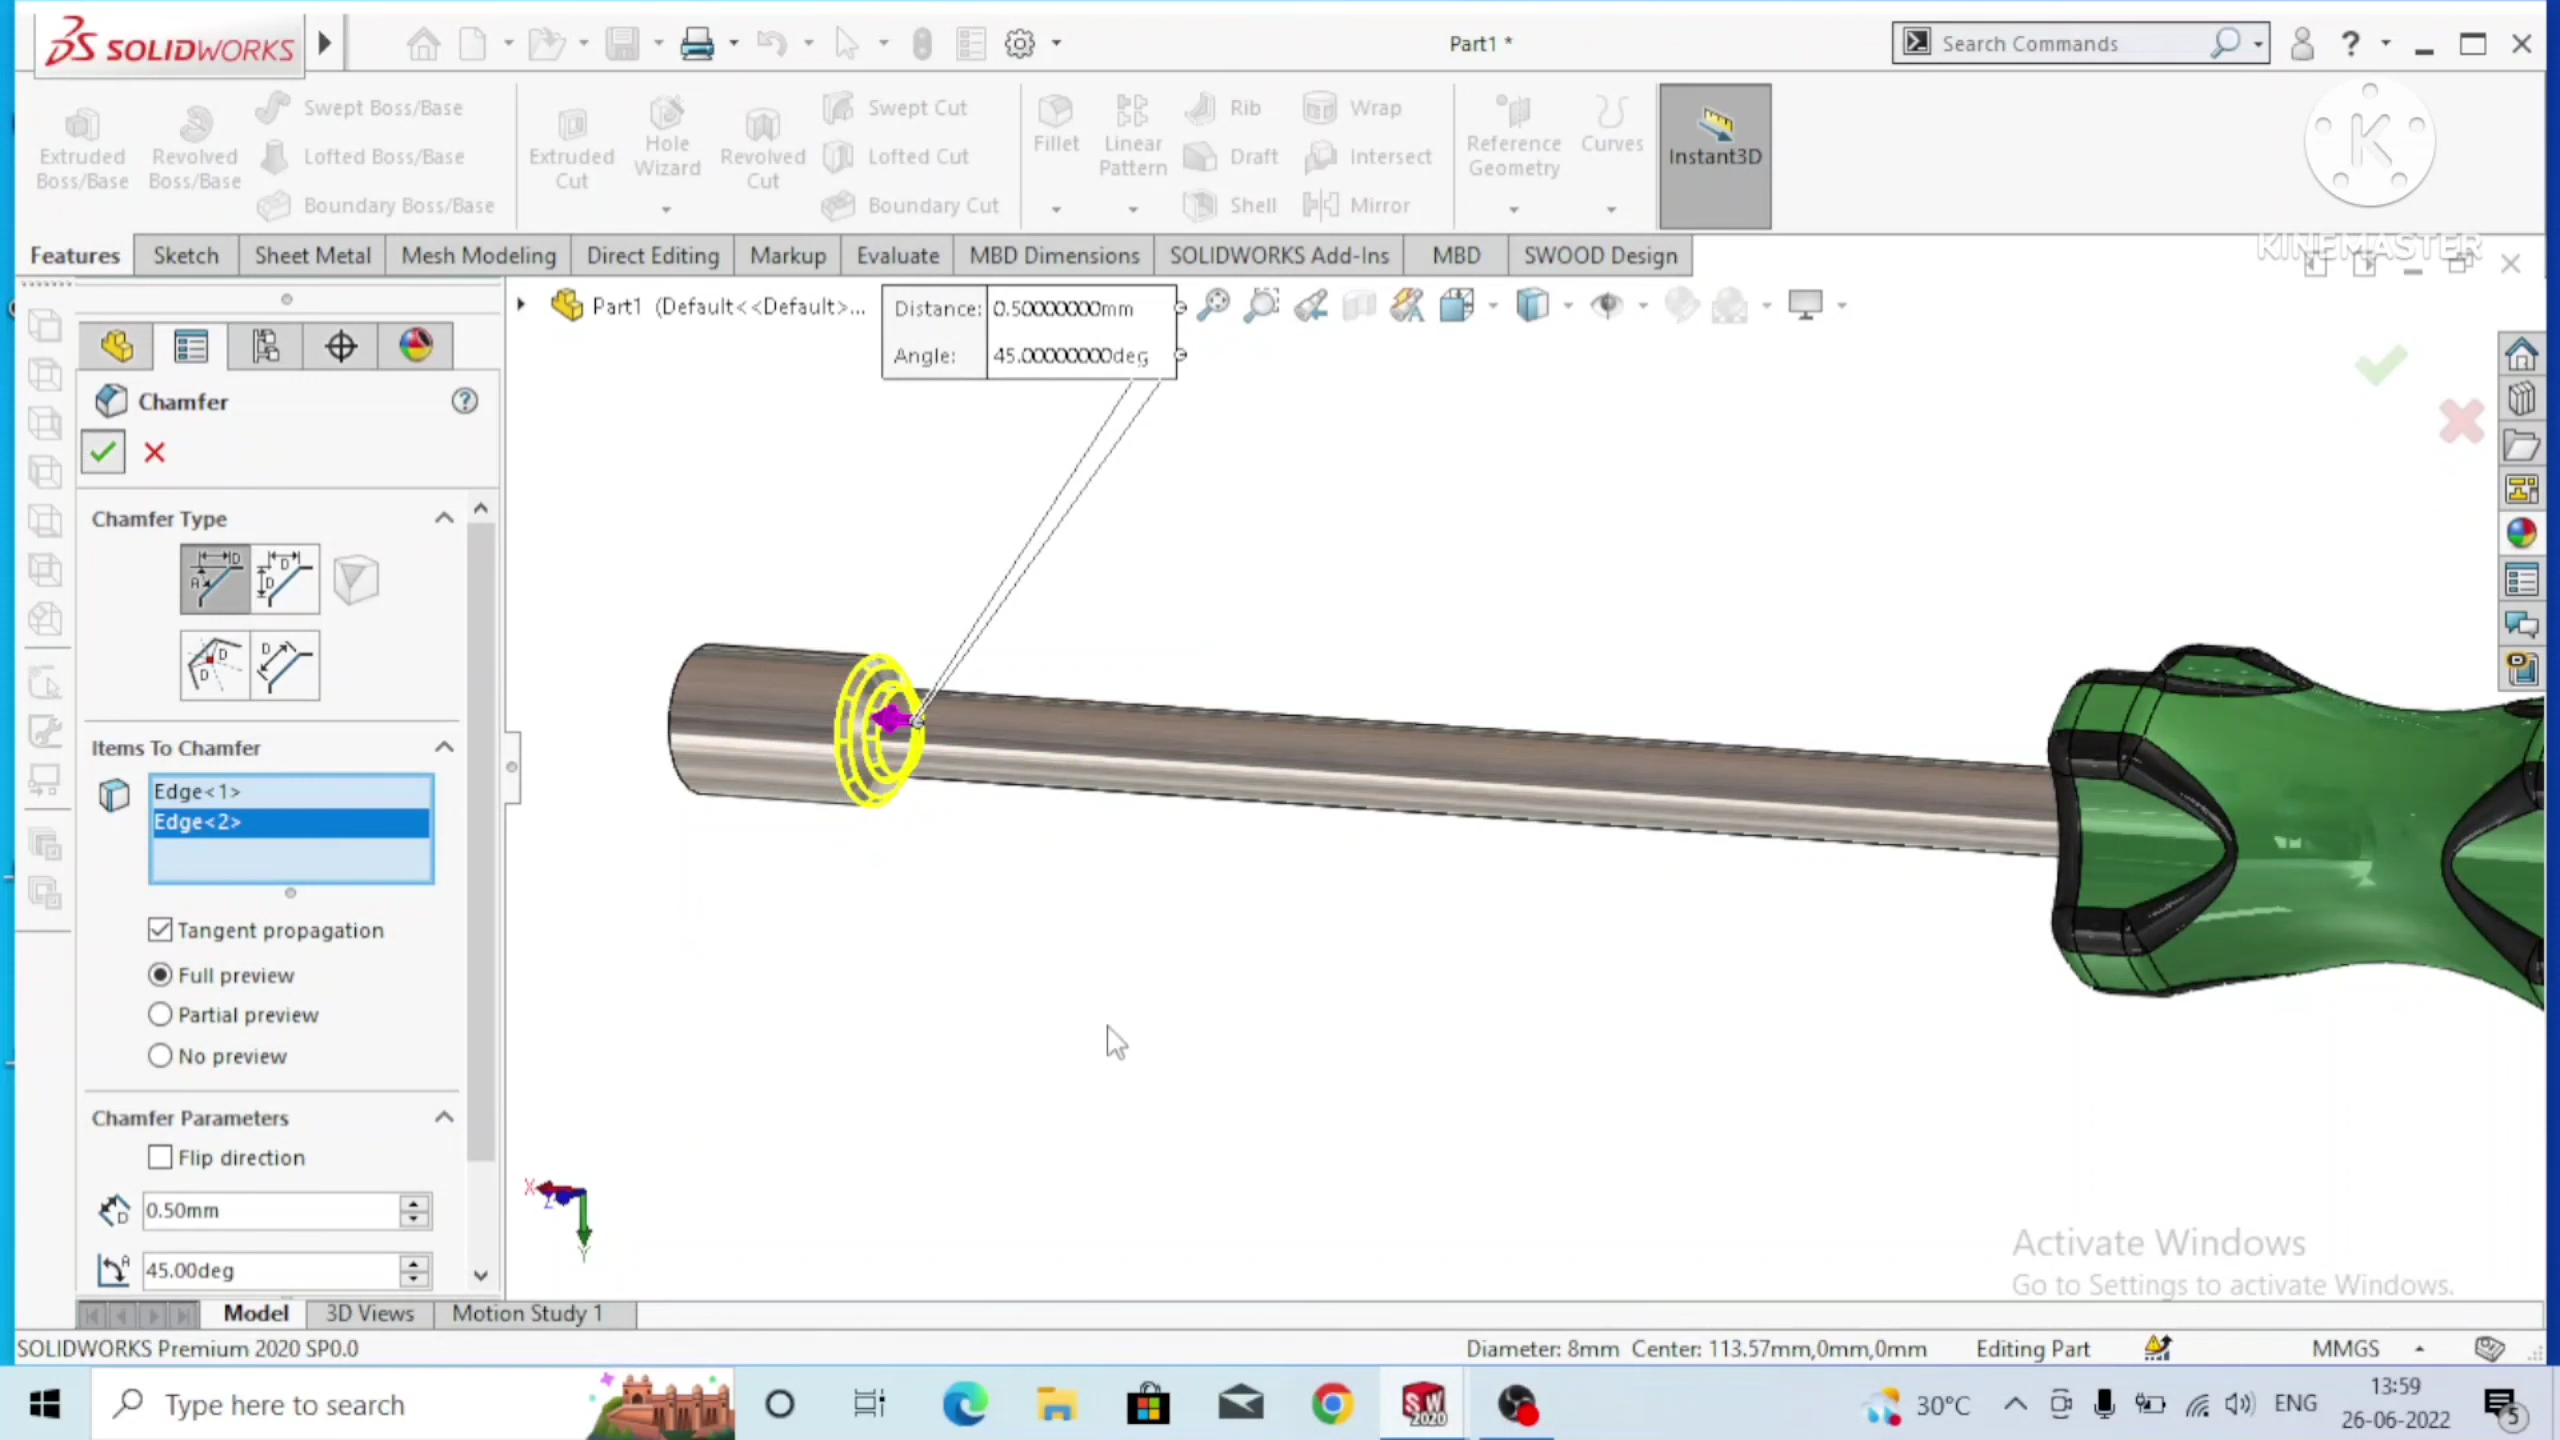 SOLIDWORKS
Part1 *
Search Commands
Extruded Boss/Base
Revolved Boss/Base
Swept Boss/Base
Lofted Boss/Base
Boundary Boss/Base
Extruded Cut
Hole Wizard
Revolved Cut
Swept Cut
Lofted Cut
Boundary Cut
Fillet
Linear Pattern
Rib
Draft
Shell
Wrap
Intersect
Mirror
Reference Geometry
Curves
Instant3D
K
KINEMASTER
Features
Sketch
Sheet Metal
Mesh Modeling
Direct Editing
Markup
Evaluate
MBD Dimensions
SOLIDWORKS Add-Ins
MBD
SWOOD Design
Part1 (Default<<Default>...
Distance: 0.50000000mm
Angle: 45.00000000deg
Chamfer
Chamfer Type
Items To Chamfer
Edge<1>
Edge<2>
Tangent propagation
Full preview
Partial preview
No preview
Chamfer Parameters
Flip direction
0.50mm
45.00deg
X
Z
Y
Activate Windows
Go to Settings to activate Windows.
Model
3D Views
Motion Study 1
SOLIDWORKS Premium 2020 SP0.0
Diameter: 8mm Center: 113.57mm,0mm,0mm
Editing Part
MMGS
Type here to search
SW 2020
30°C
ENG
13:59
26-06-2022
5